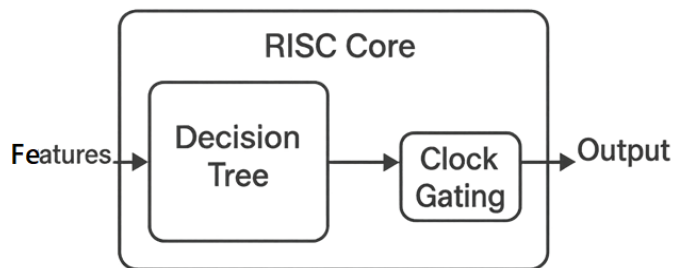 RISC Core
Features
Decision
Tree
Clock
Gating
Output